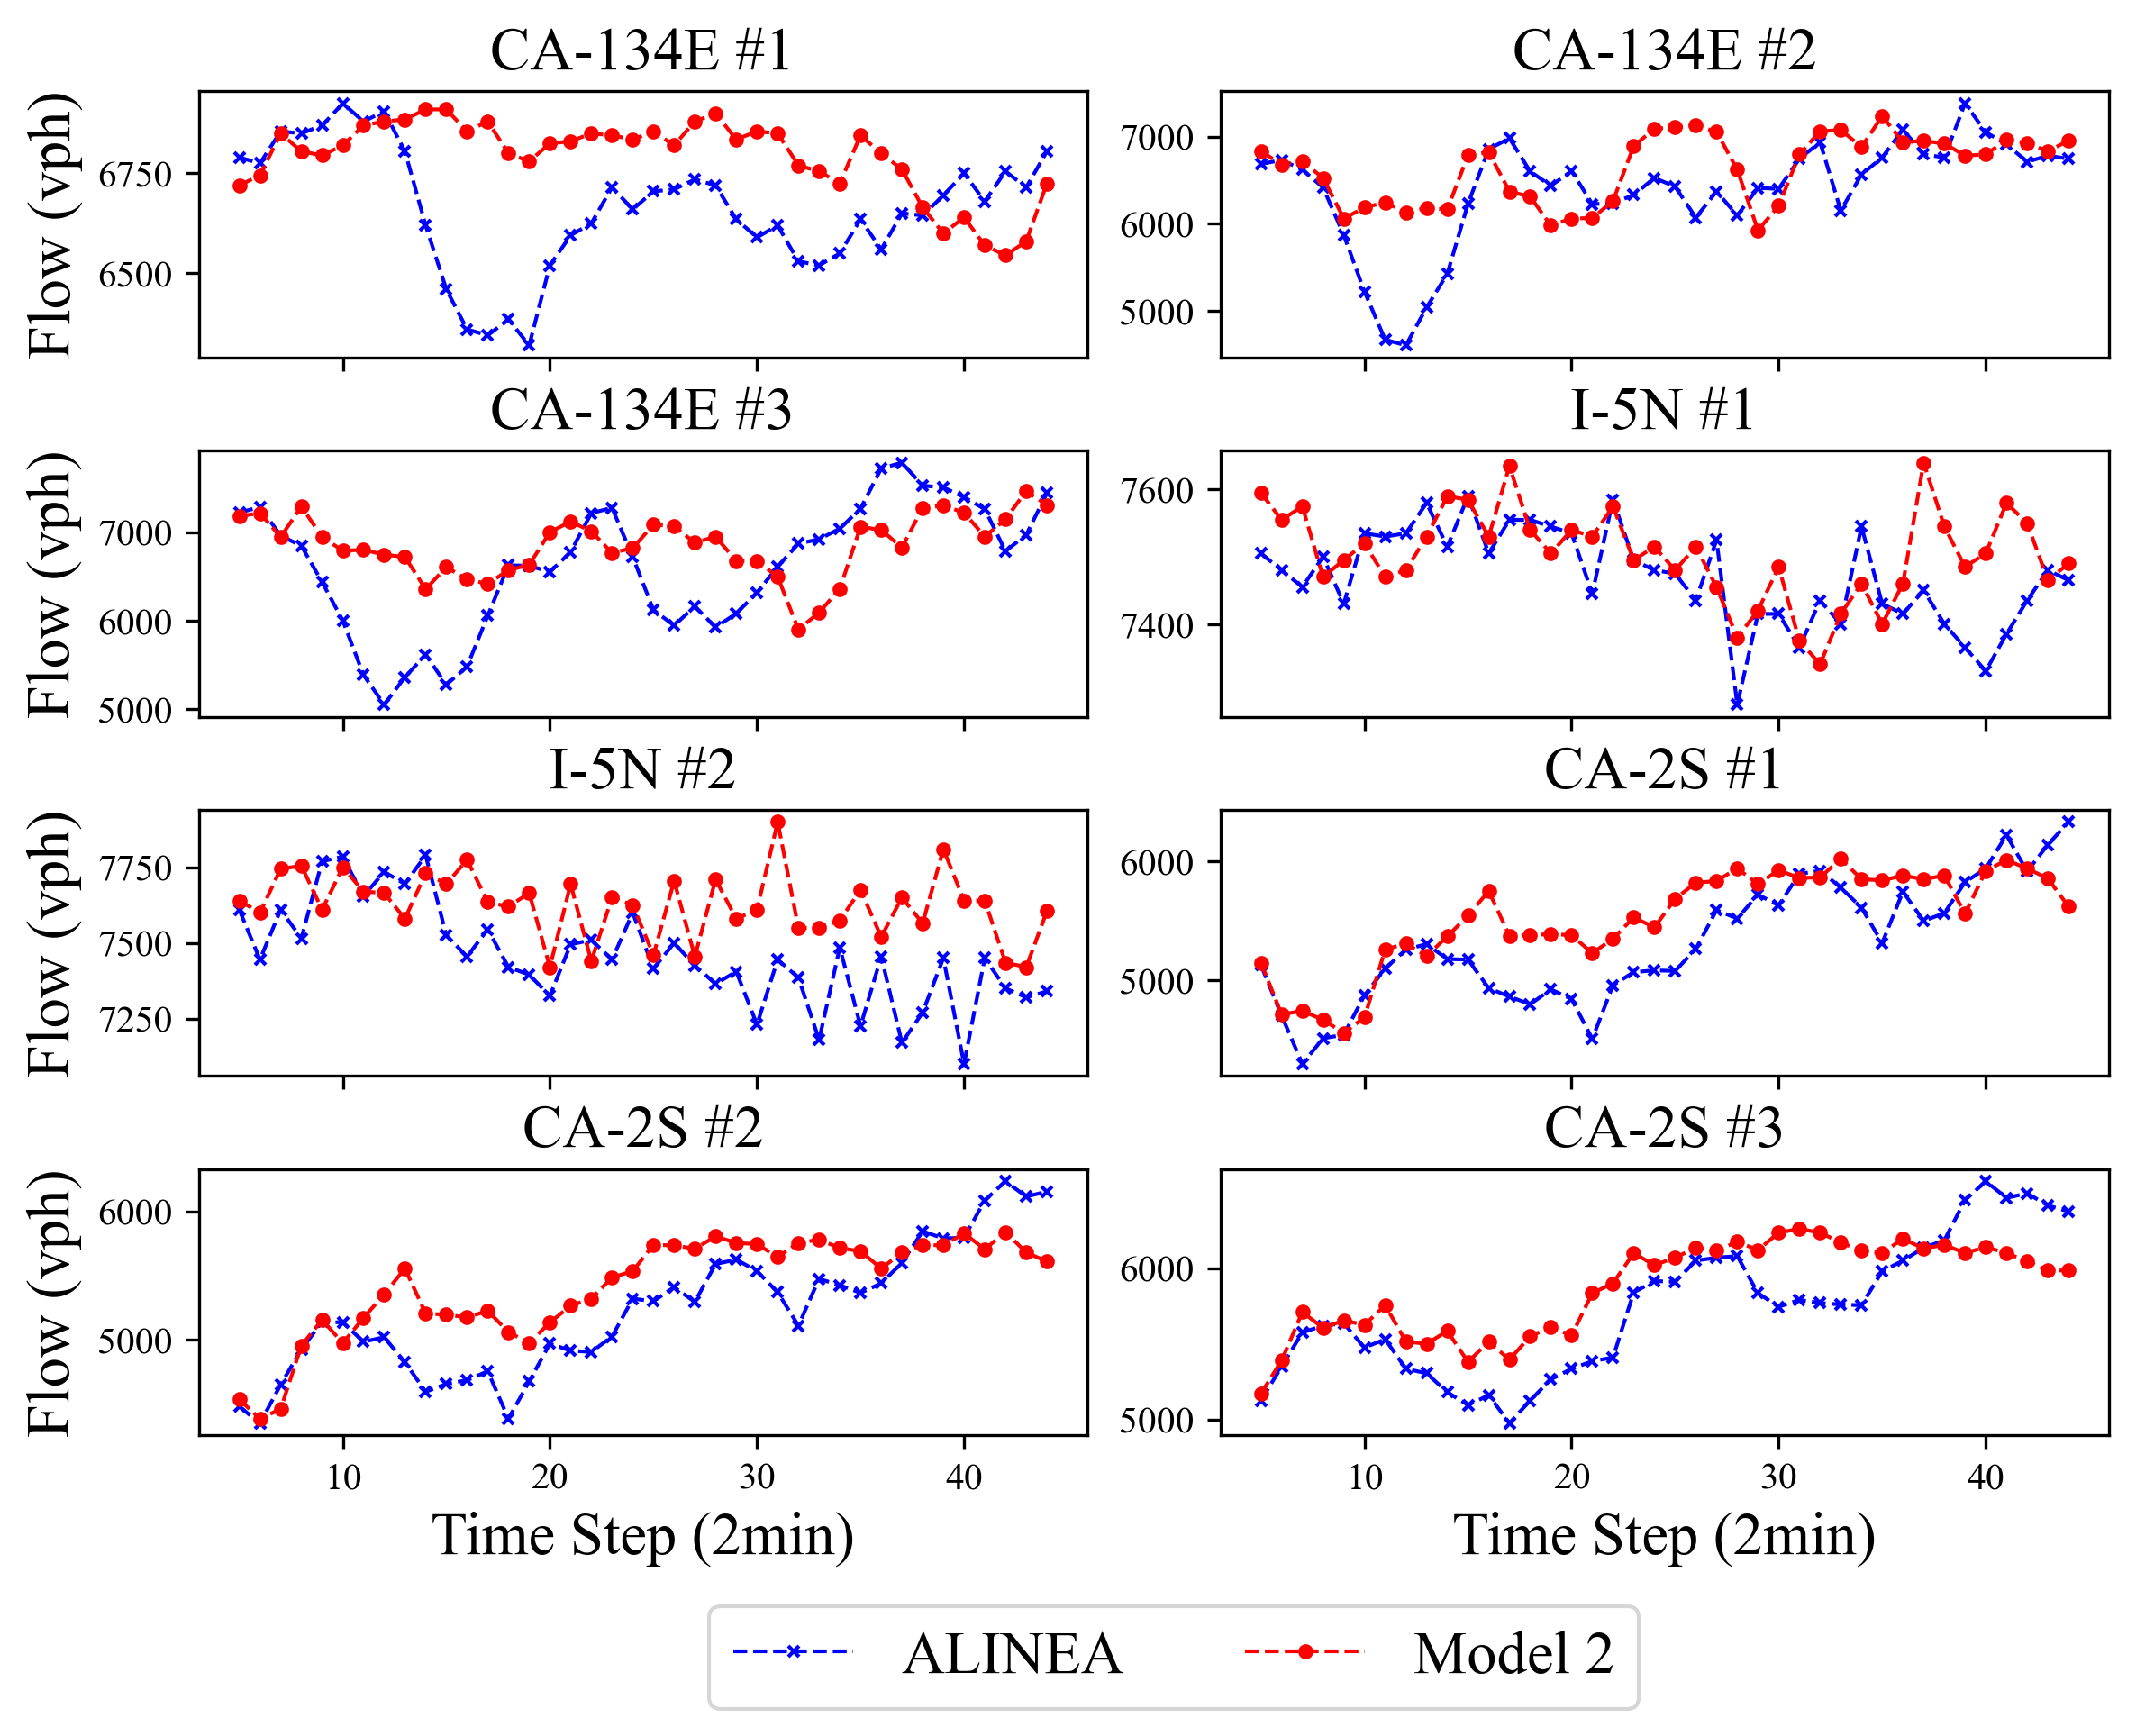 CA-134E #1
CA-134E #2
Flow (vph)
6750
6500
7000
6000
5000
CA-134E #3
I-5N #1
Flow (vph)
7000
6000
5000
7600
7400
I-5N #2
CA-2S #1
Flow (vph)
7750
7500
7250
6000
5000
CA-2S #2
CA-2S #3
Flow (vph)
6000
5000
6000
5000
10 20 30 40
10 20 30 40
Time Step (2min)
Time Step (2min)
ALINEA
Model 2